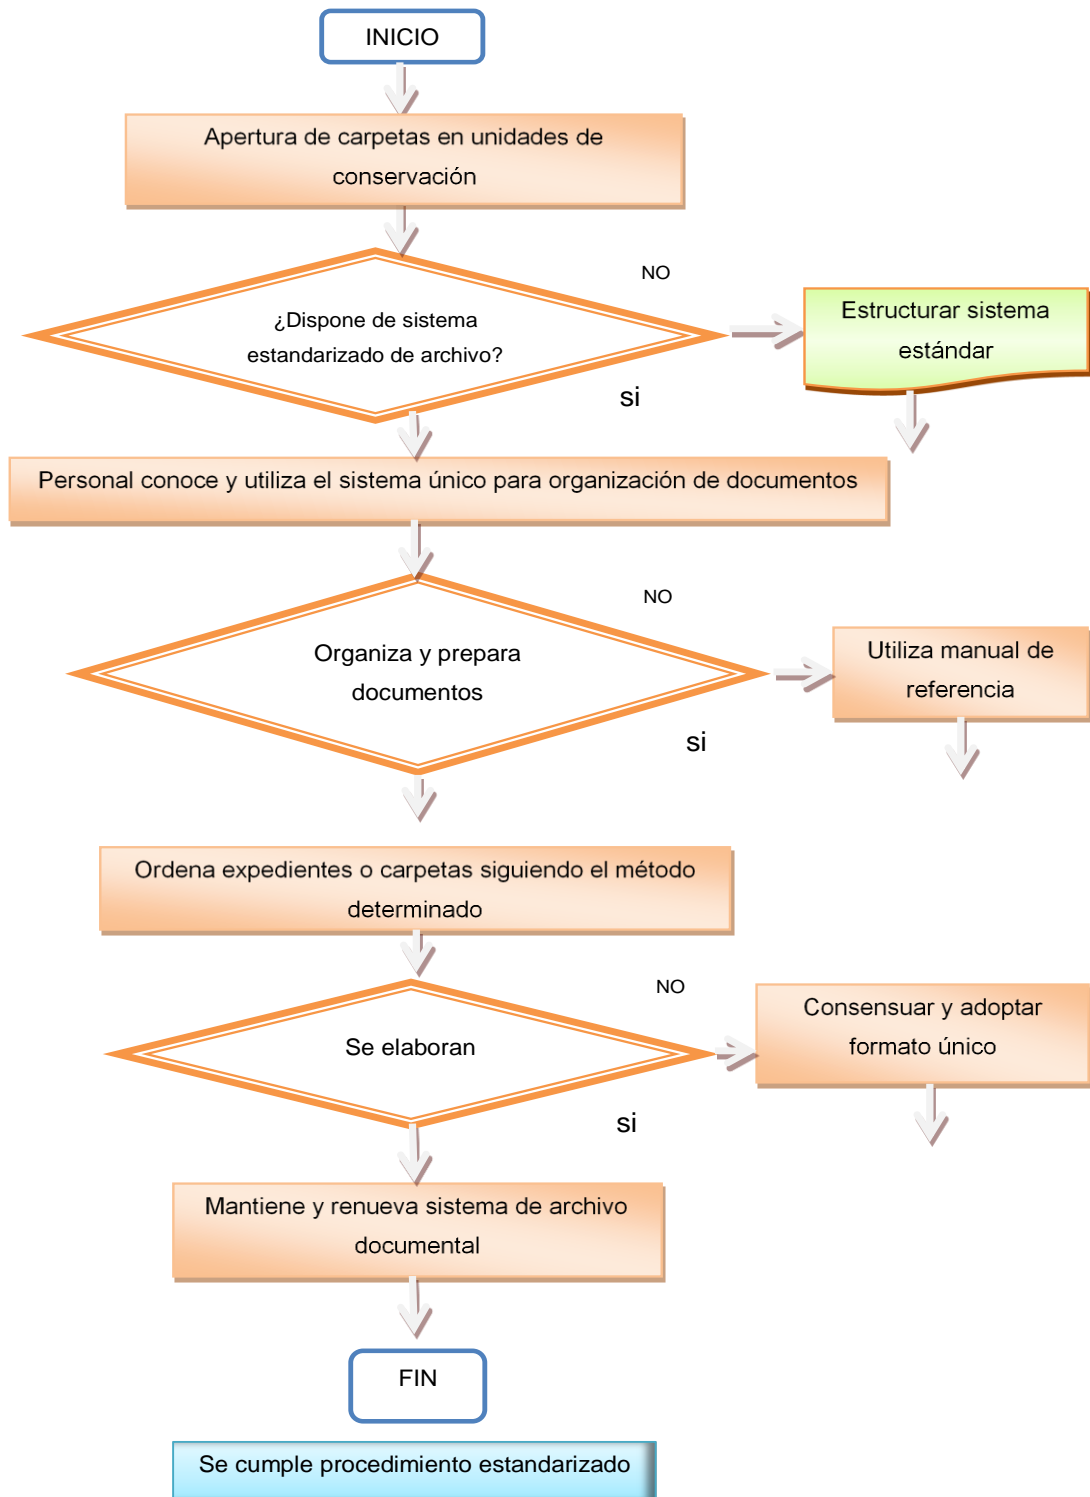 INICIO
Apertura de carpetas en unidades de
conservación
NO
¿Dispone de sistema
estandarizado de archivo?
Estructurar sistema
estándar
si
Personal conoce y utiliza el sistema único para organización de documentos
NO
Organiza y prepara
documentos
Utiliza manual de
referencia
si
Ordena expedientes o carpetas siguiendo el método
determinado
NO
Se elaboran
Consensuar y adoptar
formato único
si
Mantiene y renueva sistema de archivo
documental
FIN
Se cumple procedimiento estandarizado